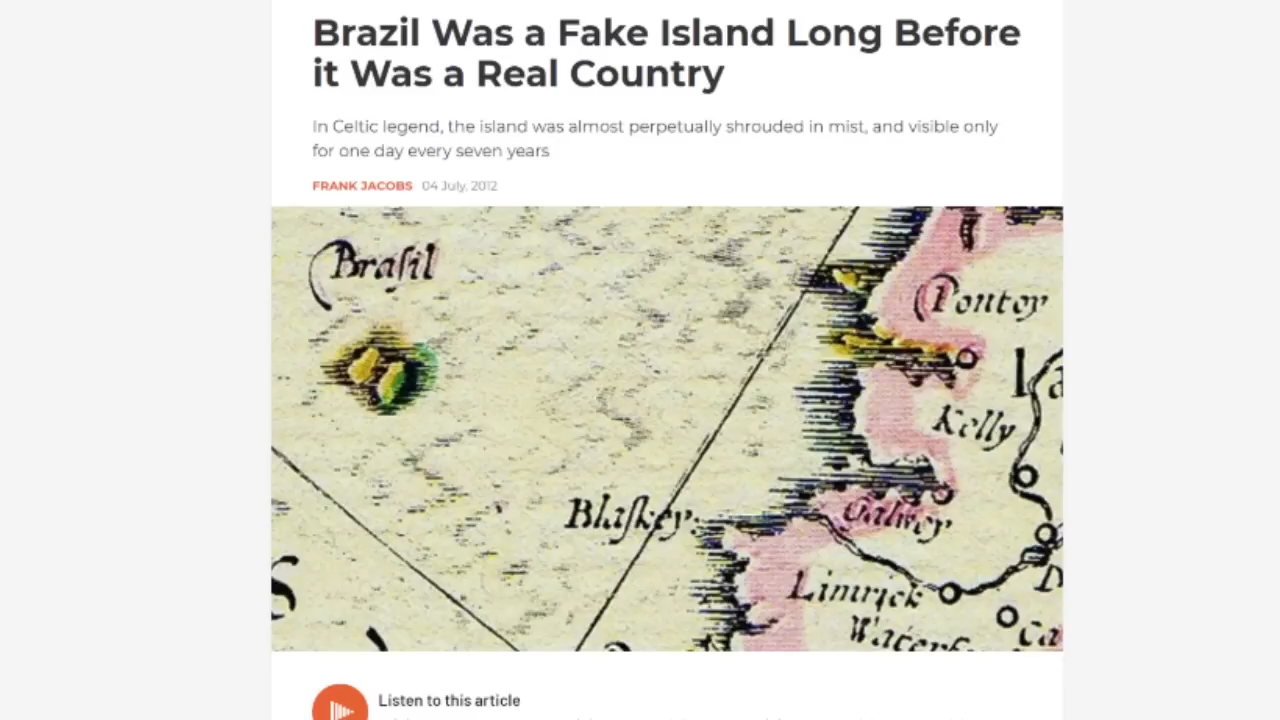 Brazil Was a Fake Island Long Before
it Was a Real Country
In Celtic legend, the island was almost perpetually shrouded in mist, and visible only
for one day every seven years
FRANK JACOBS 04 July, 2012
Braſil
Pontoy
Kelly
Blaſkey.
Galwey
Limrick
Listen to this article